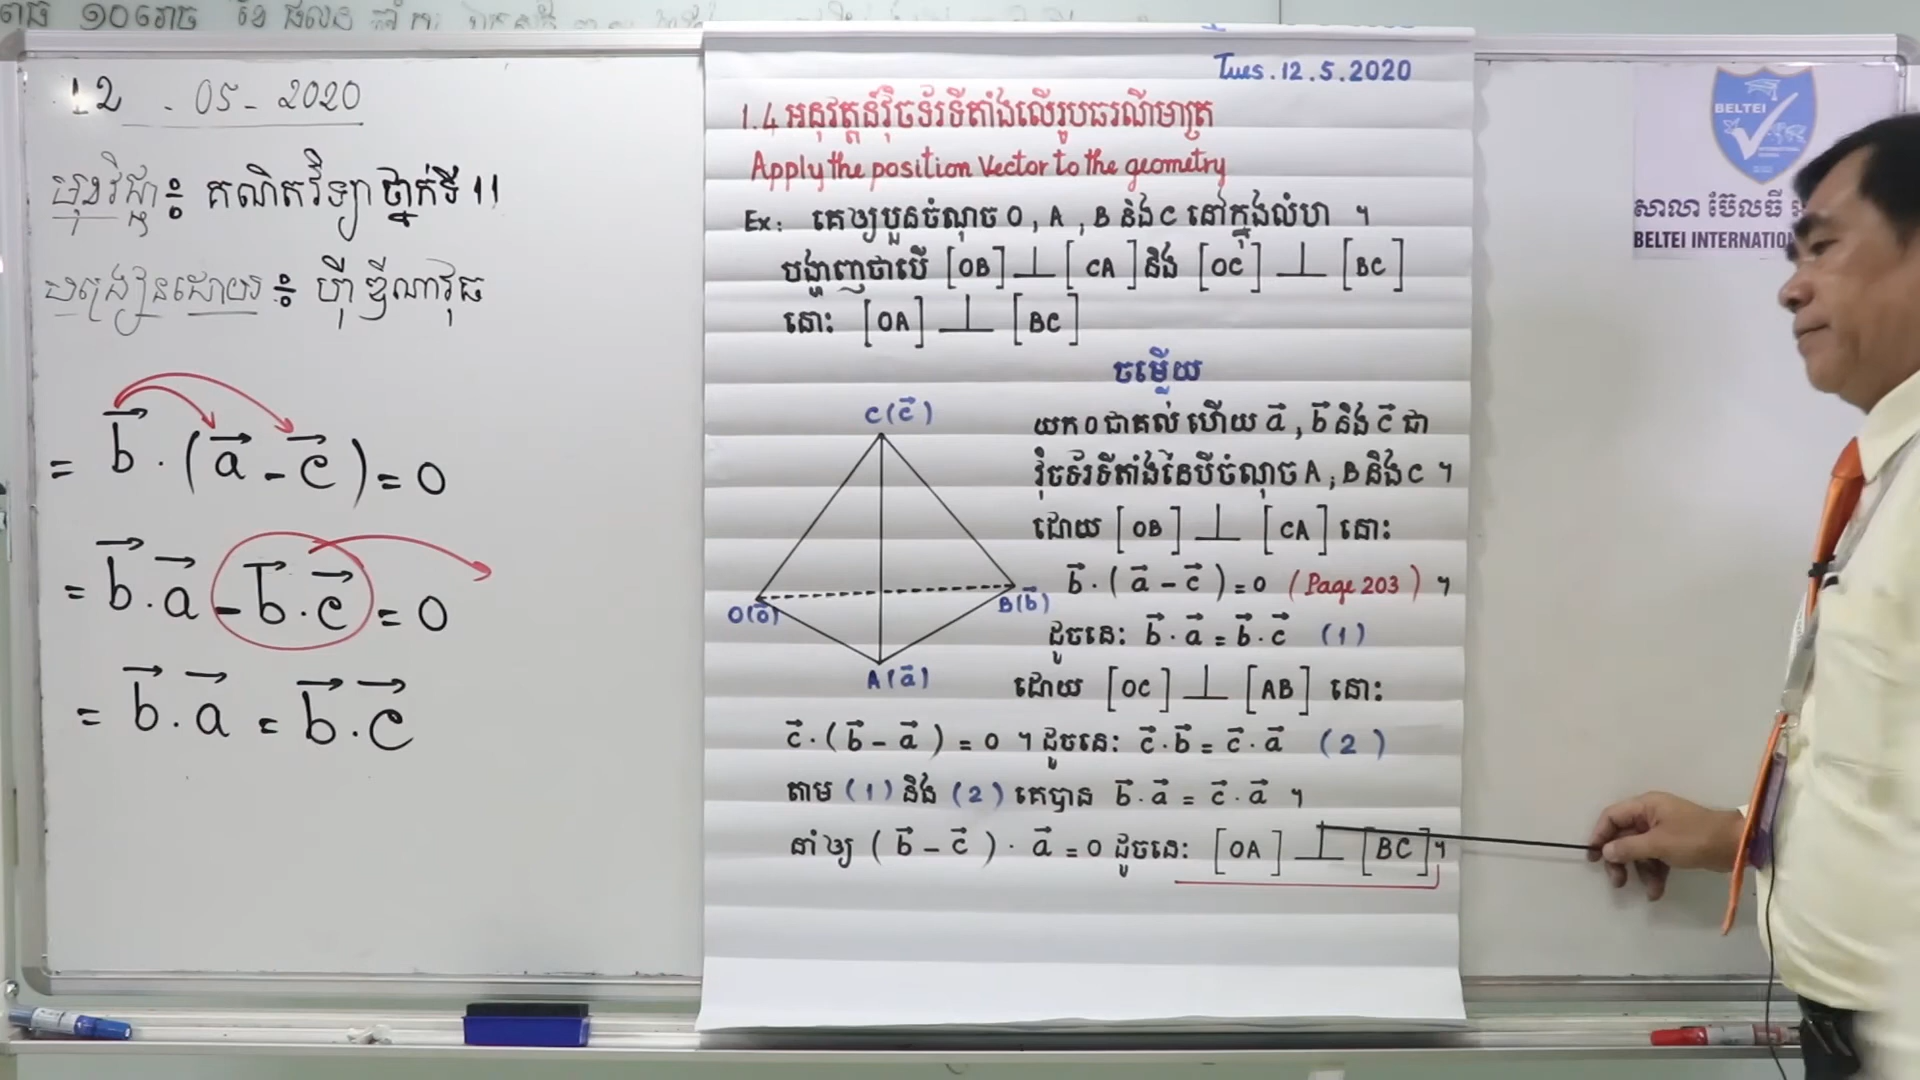 12 - 05 - 2020
មុខវិជ្ជា ៖ គណិតវិទ្យា ថ្នាក់ទី 11
បង្រៀនដោយ ៖ ហ៊ី ឌីណាវុធ
= b⃗ · (a⃗ - c⃗) = 0
= b⃗ · a⃗ - b⃗ · c⃗ = 0
= b⃗ · a⃗ = b⃗ · c⃗
Tues. 12.5.2020
1.4 អនុវត្តន៍វ៉ិចទ័រទីតាំងលើរូបធរណីមាត្រ
Apply the position Vector to the geometry
Ex: គេឲ្យបួនចំណុច O, A, B និង C នៅក្នុងលំហ ។
បង្ហាញថាបើ [OB] ⊥ [CA] និង [OC] ⊥ [BC]
នោះ [OA] ⊥ [BC]
ចម្លើយ
C(c⃗)
O(o⃗)
B(b⃗)
A(a⃗)
យក O ជាគល់ ហើយ a⃗, b⃗ និង c⃗ ជា
វ៉ិចទ័រទីតាំងនៃបីចំណុច A, B និង C ។
ដោយ [OB] ⊥ [CA] នោះ
b⃗ · (a⃗ - c⃗) = 0 (Page 203) ។
ដូចនេះ b⃗ · a⃗ = b⃗ · c⃗ (1)
ដោយ [OC] ⊥ [AB] នោះ
c⃗ · (b⃗ - a⃗) = 0 ។ ដូចនេះ c⃗ · b⃗ = c⃗ · a⃗ (2)
តាម (1) និង (2) គេបាន b⃗ · a⃗ = c⃗ · a⃗ ។
នាំឲ្យ (b⃗ - c⃗) · a⃗ = 0 ដូចនេះ [OA] ⊥ [BC] ។
BELTEI
សាលា ប៊ែលធី
BELTEI INTERNATIO